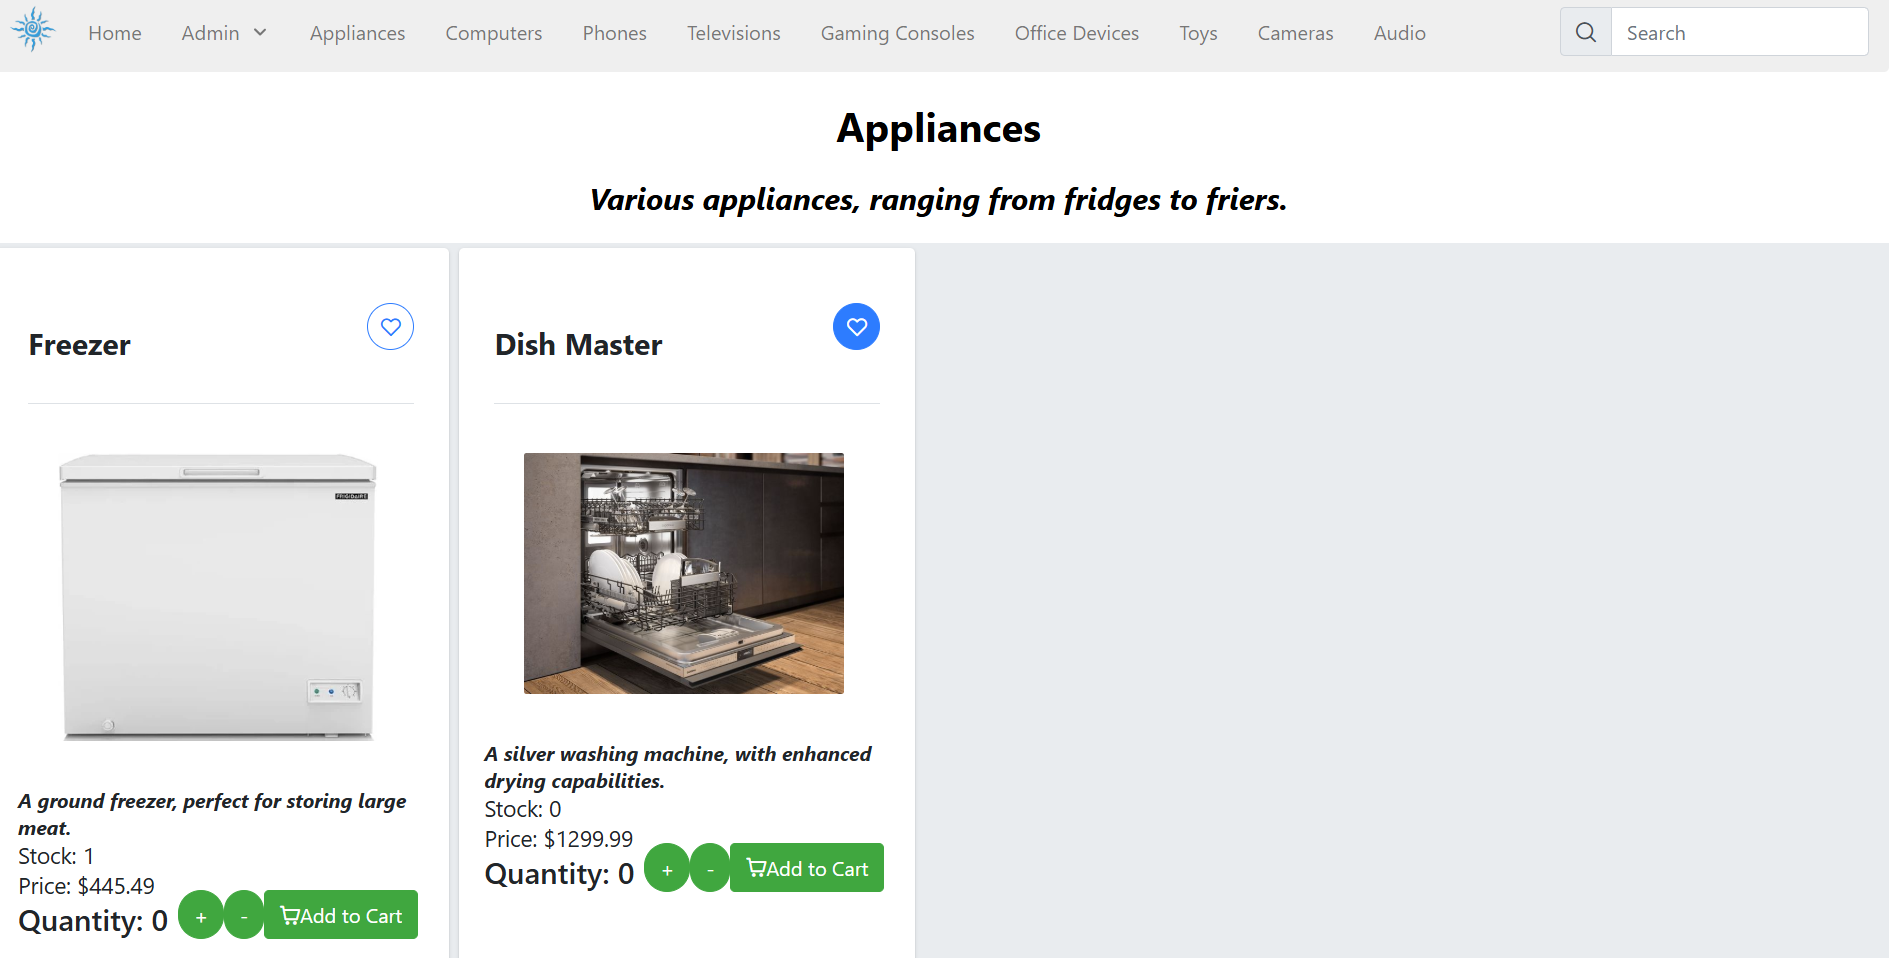 Home Admin Appliances Computers Phones Televisions Gaming Consoles Office Devices Toys Cameras Audio Search
Appliances
Various appliances, ranging from fridges to friers.
Freezer
FRIGIDAIRE
A ground freezer, perfect for storing large
meat.
Stock: 1
Price: $445.49
Quantity: 0 + - Add to Cart
Dish Master
A silver washing machine, with enhanced
drying capabilities.
Stock: 0
Price: $1299.99
Quantity: 0 + - Add to Cart